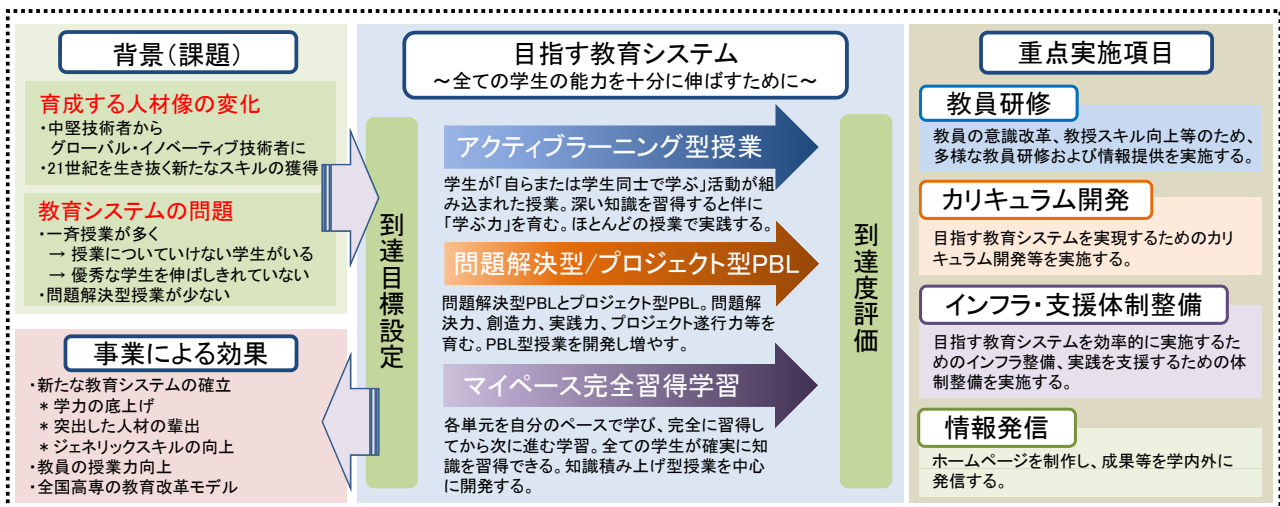 背景(課題)
育成する人材像の変化
・中堅技術者から
グローバル・イノベーティブ技術者に
・21世紀を生き抜く新たなスキルの獲得
教育システムの問題
・一斉授業が多く
→ 授業についていけない学生がいる
→ 優秀な学生を伸ばしきれていない
・問題解決型授業が少ない
事業による効果
・新たな教育システムの確立
＊ 学力の底上げ
＊ 突出した人材の輩出
＊ ジェネリックスキルの向上
・教員の授業力向上
・全国高専の教育改革モデル
目指す教育システム
～全ての学生の能力を十分に伸ばすために～
到達目標設定
アクティブラーニング型授業
学生が「自らまたは学生同士で学ぶ」活動が組
み込まれた授業。深い知識を習得すると伴に
「学ぶ力」を育む。ほとんどの授業で実践する。
問題解決型/プロジェクト型PBL
問題解決型PBLとプロジェクト型PBL。問題解
決力、創造力、実践力、プロジェクト遂行力等を
育む。PBL型授業を開発し増やす。
マイペース完全習得学習
各単元を自分のペースで学び、完全に習得し
てから次に進む学習。全ての学生が確実に知
識を習得できる。知識積み上げ型授業を中心
に開発する。
到達度評価
重点実施項目
教員研修
教員の意識改革、教授スキル向上等のため、
多様な教員研修および情報提供を実施する。
カリキュラム開発
目指す教育システムを実現するためのカリ
キュラム開発等を実施する。
インフラ・支援体制整備
目指す教育システムを効率的に実施するた
めのインフラ整備、実践を支援するための体
制整備を実施する。
情報発信
ホームページを制作し、成果等を学内外に
発信する。